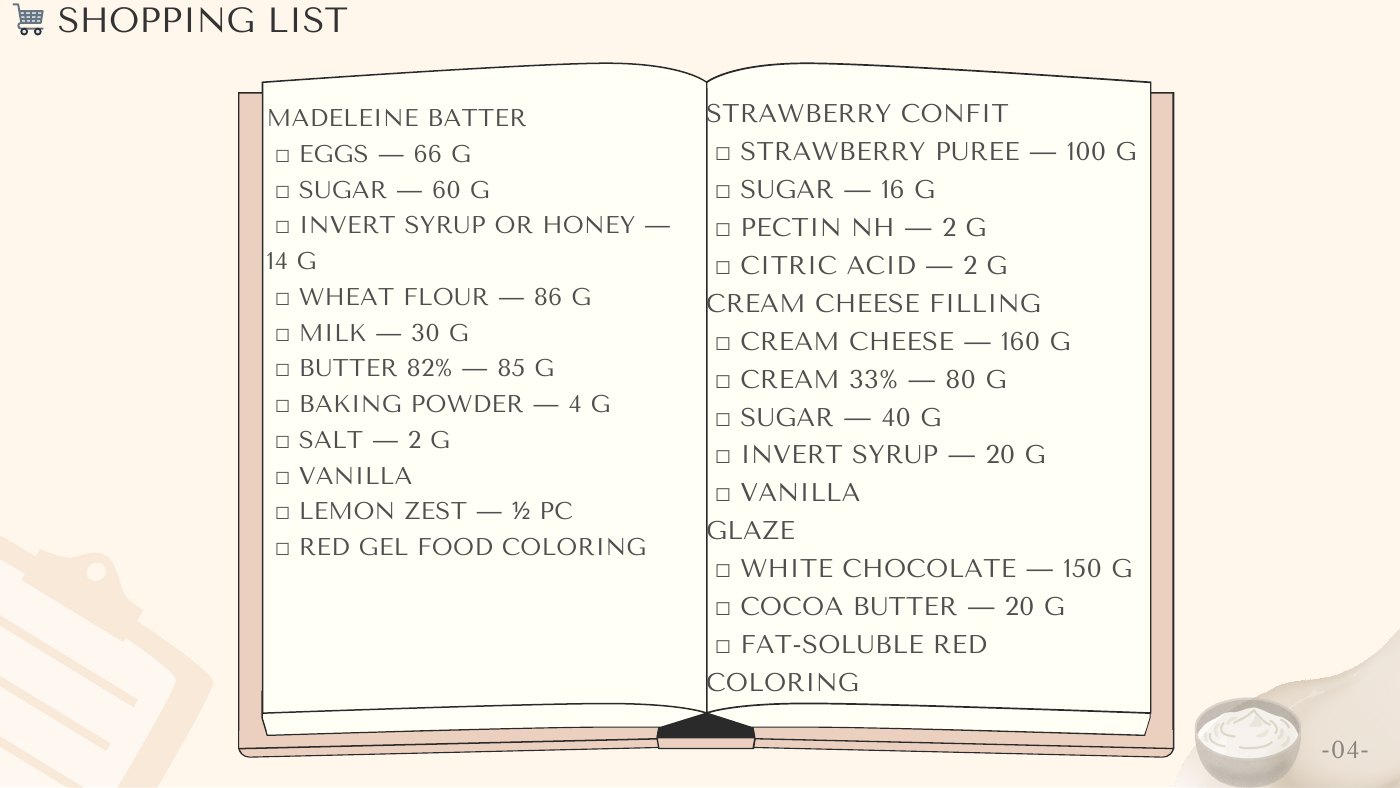 🛒 SHOPPING LIST
MADELEINE BATTER
□ EGGS — 66 G
□ SUGAR — 60 G
□ INVERT SYRUP OR HONEY —
14 G
□ WHEAT FLOUR — 86 G
□ MILK — 30 G
□ BUTTER 82% — 85 G
□ BAKING POWDER — 4 G
□ SALT — 2 G
□ VANILLA
□ LEMON ZEST — ½ PC
□ RED GEL FOOD COLORING
STRAWBERRY CONFIT
□ STRAWBERRY PUREE — 100 G
□ SUGAR — 16 G
□ PECTIN NH — 2 G
□ CITRIC ACID — 2 G
CREAM CHEESE FILLING
□ CREAM CHEESE — 160 G
□ CREAM 33% — 80 G
□ SUGAR — 40 G
□ INVERT SYRUP — 20 G
□ VANILLA
GLAZE
□ WHITE CHOCOLATE — 150 G
□ COCOA BUTTER — 20 G
□ FAT-SOLUBLE RED
COLORING
-04-